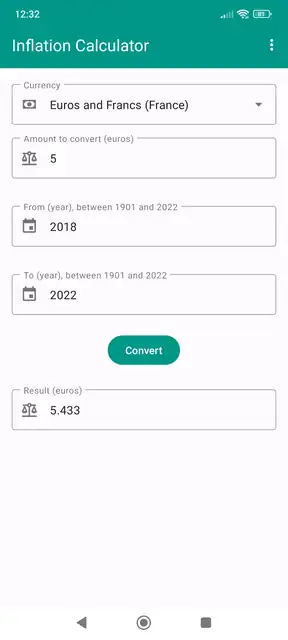 12:32
Inflation Calculator
Currency
Euros and Francs (France)
Amount to convert (euros)
5
From (year), between 1901 and 2022
2018
To (year), between 1901 and 2022
2022
Convert
Result (euros)
5.433